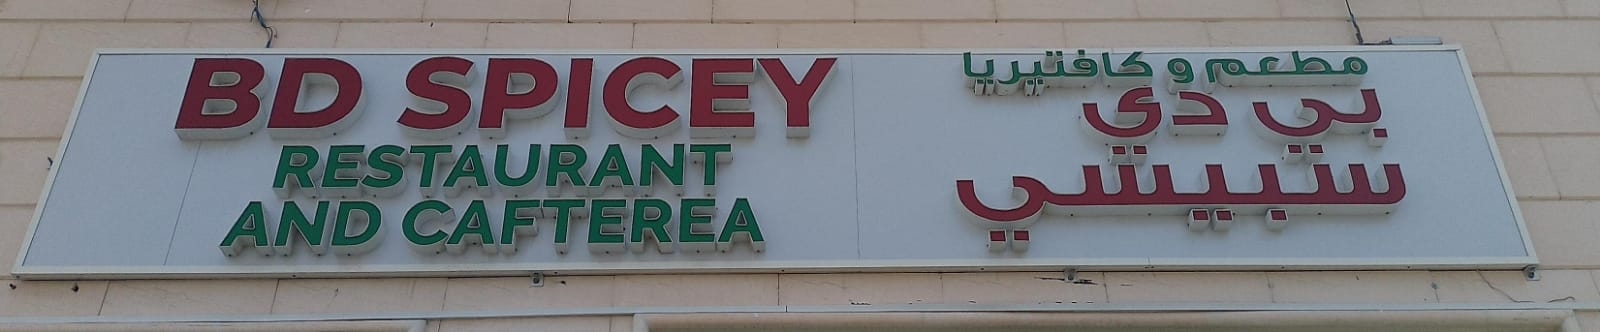 BD SPICEY
RESTAURANT
AND CAFTEREA
مطعم و كافتيريا
بي دي
سبيسي